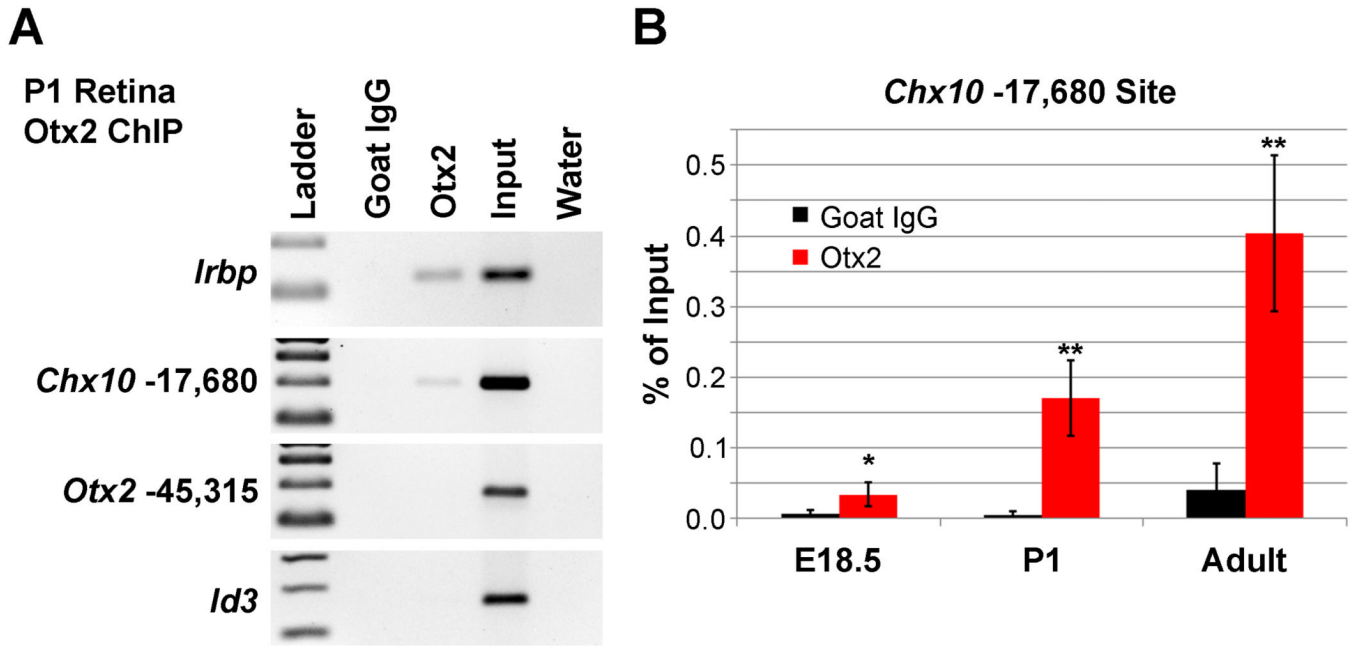 A
P1 Retina
Otx2 ChIP
Ladder
Goat IgG
Otx2
Input
Water
Irbp
Chx10 -17,680
Otx2 -45,315
Id3
B
Chx10 -17,680 Site
% of Input
0.5
0.4
0.3
0.2
0.1
0.0
Goat IgG
Otx2
*
**
**
E18.5
P1
Adult